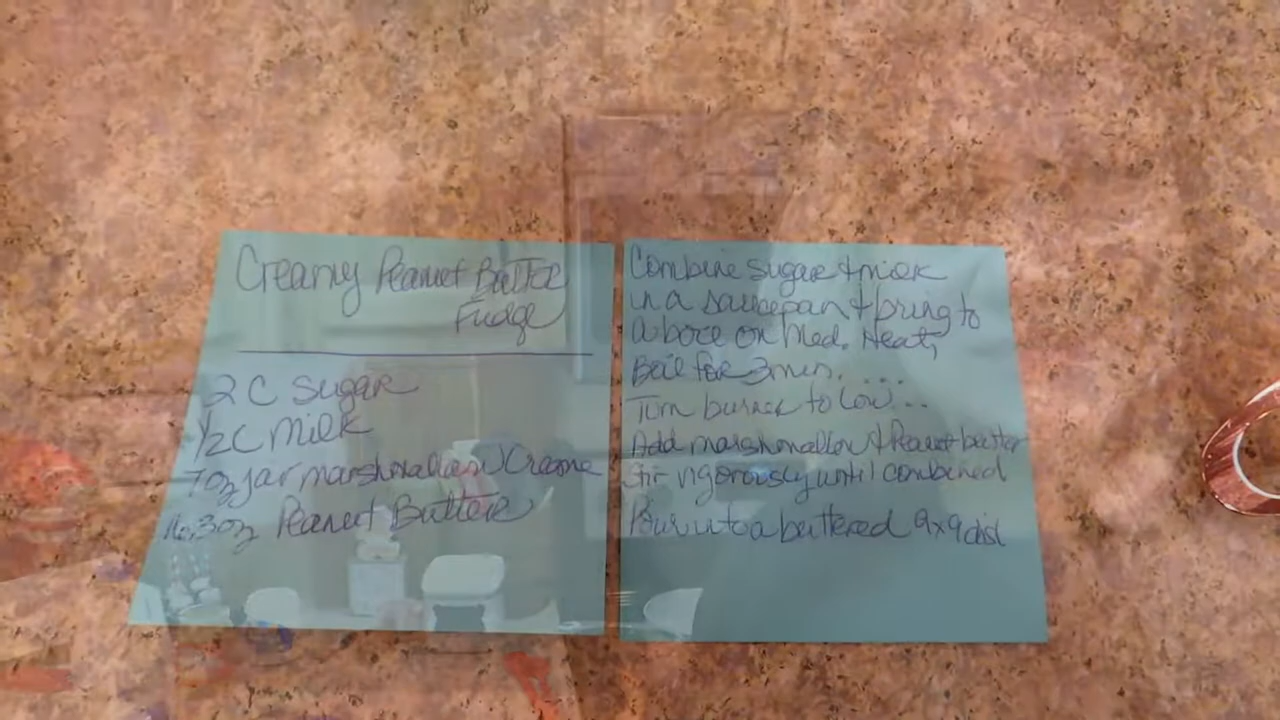 Creamy Peanut Butter
Fudge
2 C Sugar
1/2 C Milk
7oz jar marshmallow Creme
16.3oz Peanut Butter
Combine sugar & milk
in a saucepan & bring to
a boil on Med. Heat,
Boil for 3 min. ...
Turn burner to Low...
Add marshmallow & Peanut butter
Stir vigorously until combined
Pour into a buttered 9x9 dish